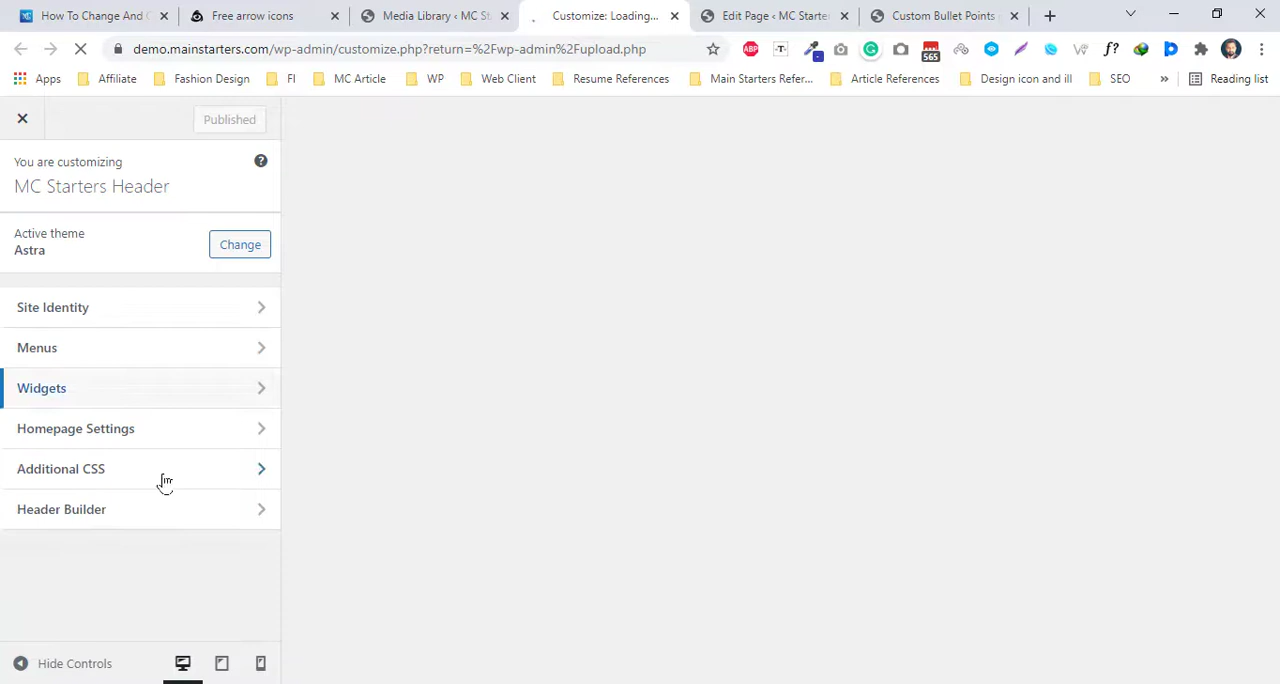 How To Change And C
Free arrow icons
Media Library ‹ MC St
Customize: Loading...
Edit Page ‹ MC Starte
Custom Bullet Points
demo.mainstarters.com/wp-admin/customize.php?return=%2Fwp-admin%2Fupload.php
ABP
T
565
f?
Apps
Affiliate
Fashion Design
FI
MC Article
WP
Web Client
Resume References
Main Starters Refer...
Article References
Design icon and ill
SEO
»
Reading list
Published
You are customizing
MC Starters Header
Active theme
Astra
Change
Site Identity
Menus
Widgets
Homepage Settings
Additional CSS
Header Builder
Hide Controls